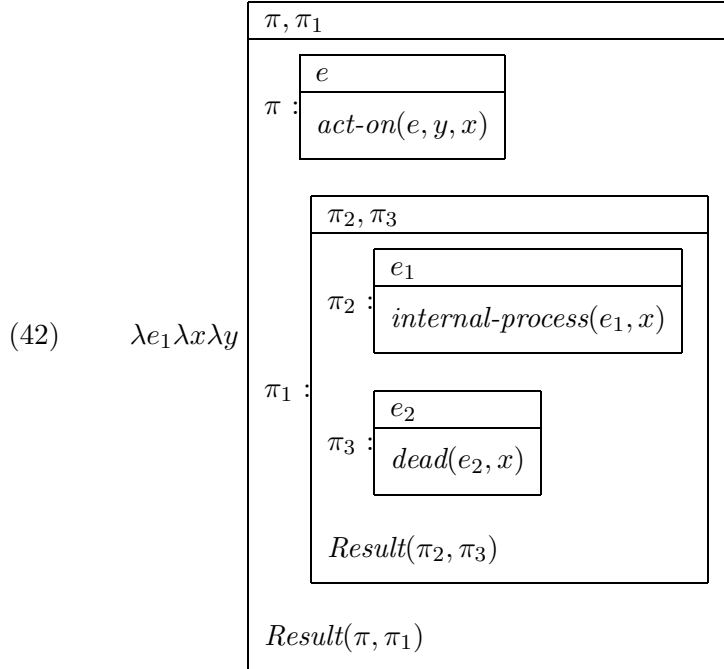 π, π₁
e
π :
act-on(e, y, x)
π₂, π₃
e₁
π₂ :
internal-process(e₁, x)
(42) λe₁λxλy
π₁ :
e₂
π₃ :
dead(e₂, x)
Result(π₂, π₃)
Result(π, π₁)